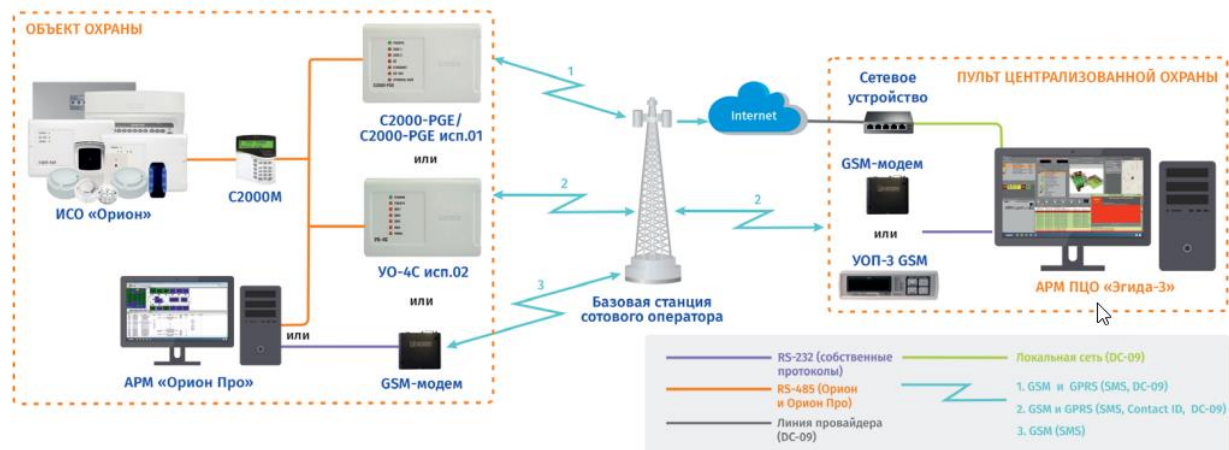 ОБЪЕКТ ОХРАНЫ
ИСО «Орион»
С2000М
С2000-PGE/
С2000-PGE исп.01
или
УО-4С исп.02
или
GSM-модем
АРМ «Орион Про»
или
1
2
3
2
Базовая станция
сотового оператора
Internet
Сетевое
устройство
ПУЛЬТ ЦЕНТРАЛИЗОВАННОЙ ОХРАНЫ
GSM-модем
или
УОП-3 GSM
АРМ ПЦО «Эгида-3»
RS-232 (собственные
протоколы)
RS-485 (Орион
и Орион Про)
Линия провайдера
(DC-09)
Локальная сеть (DC-09)
1. GSM и GPRS (SMS, DC-09)
2. GSM и GPRS (SMS, Contact ID, DC-09)
3. GSM (SMS)